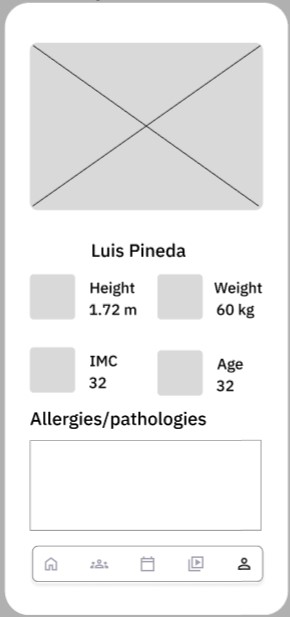 Luis Pineda
Height
1.72 m
Weight
60 kg
IMC
32
Age
32
Allergies/pathologies